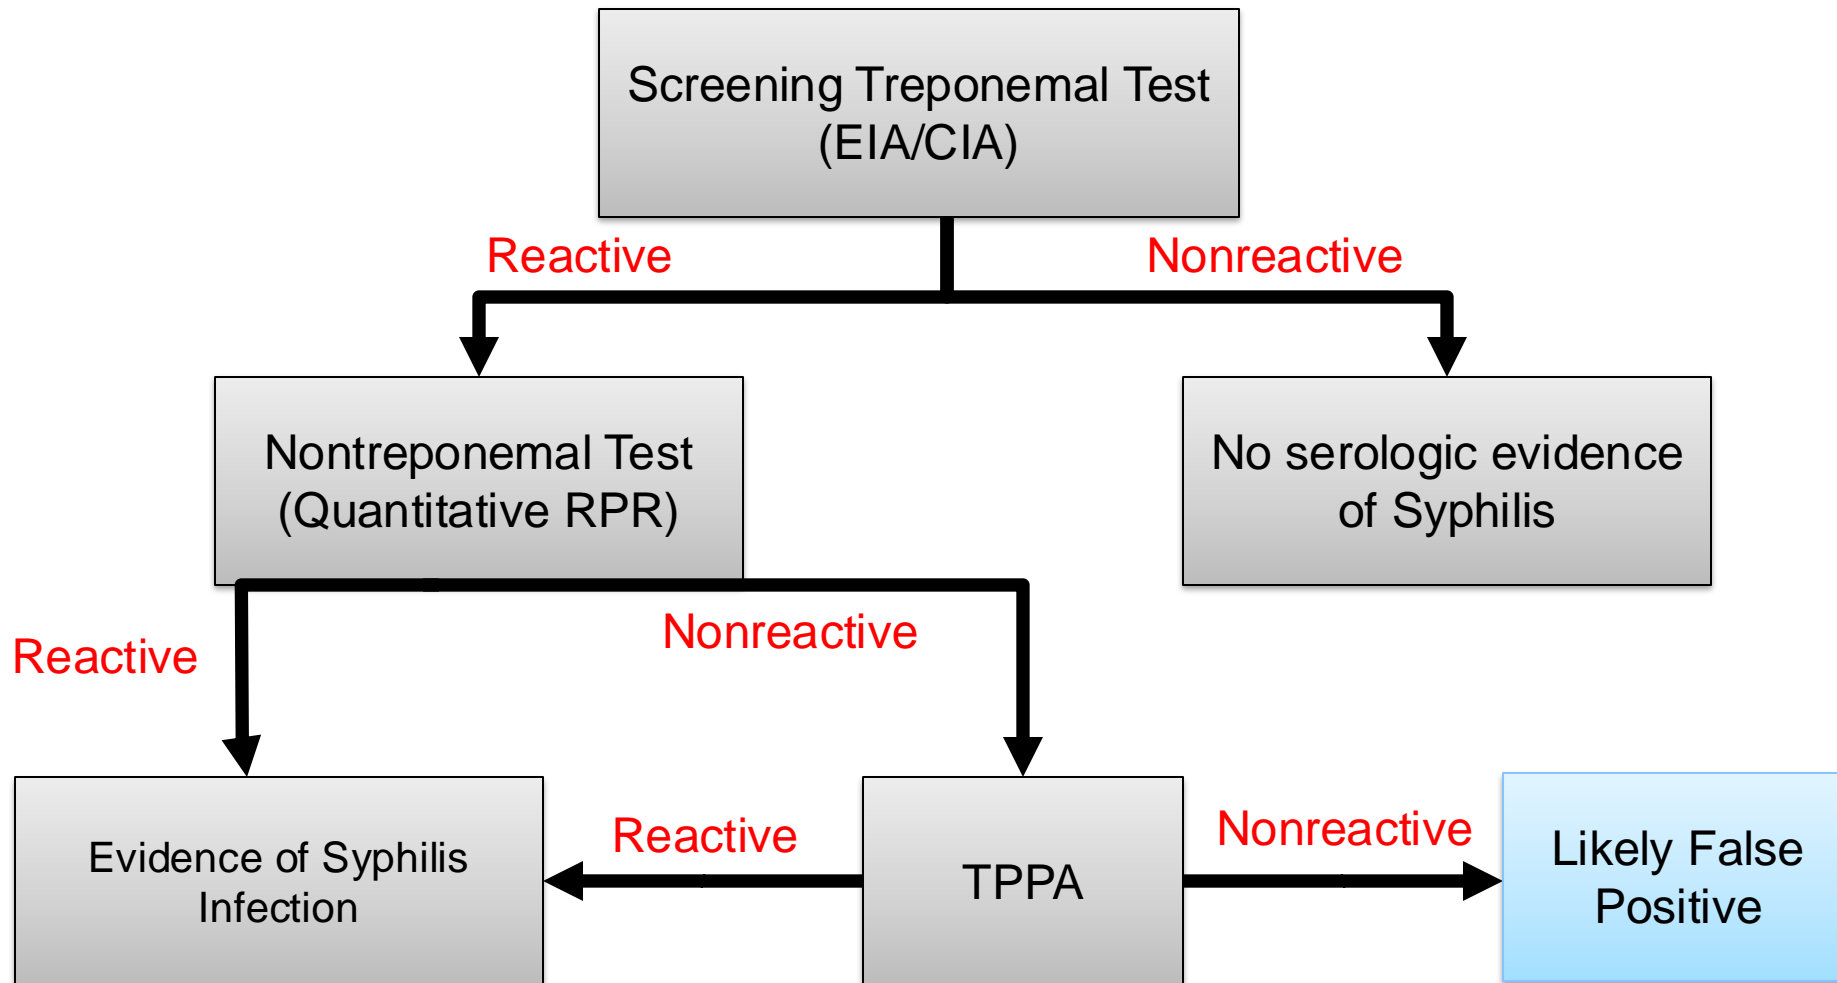 Screening Treponemal Test
(EIA/CIA)
Reactive
Nonreactive
Nontreponemal Test
(Quantitative RPR)
No serologic evidence
of Syphilis
Reactive
Nonreactive
Evidence of Syphilis
Infection
Reactive
TPPA
Nonreactive
Likely False
Positive